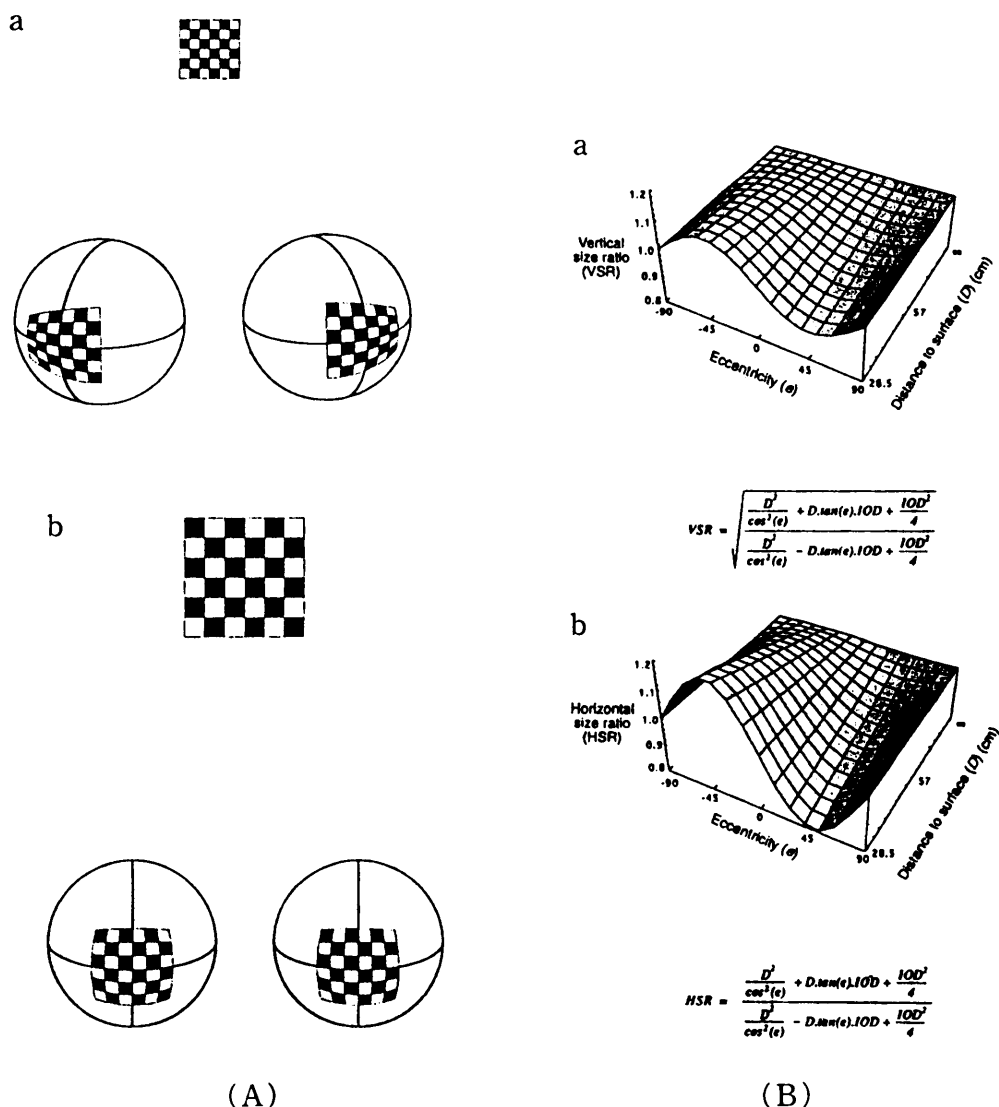 a
b
(A)
a
1.2
1.1
1.0
0.9
0.8
Vertical
size ratio
(VSR)
-90
-45
0
45
90
Eccentricity (e)
28.5
57
∞
Distance to surface (D) (cm)
VSR = √((D²/cos²(e) + D.tan(e).IOD + IOD²/4) / (D²/cos²(e) - D.tan(e).IOD + IOD²/4))
b
1.2
1.1
1.0
0.9
0.8
Horizontal
size ratio
(HSR)
-90
-45
0
45
90
Eccentricity (e)
28.5
57
∞
Distance to surface (D) (cm)
HSR = (D²/cos²(e) + D.tan(e).IOD + IOD²/4) / (D²/cos²(e) - D.tan(e).IOD + IOD²/4)
(B)